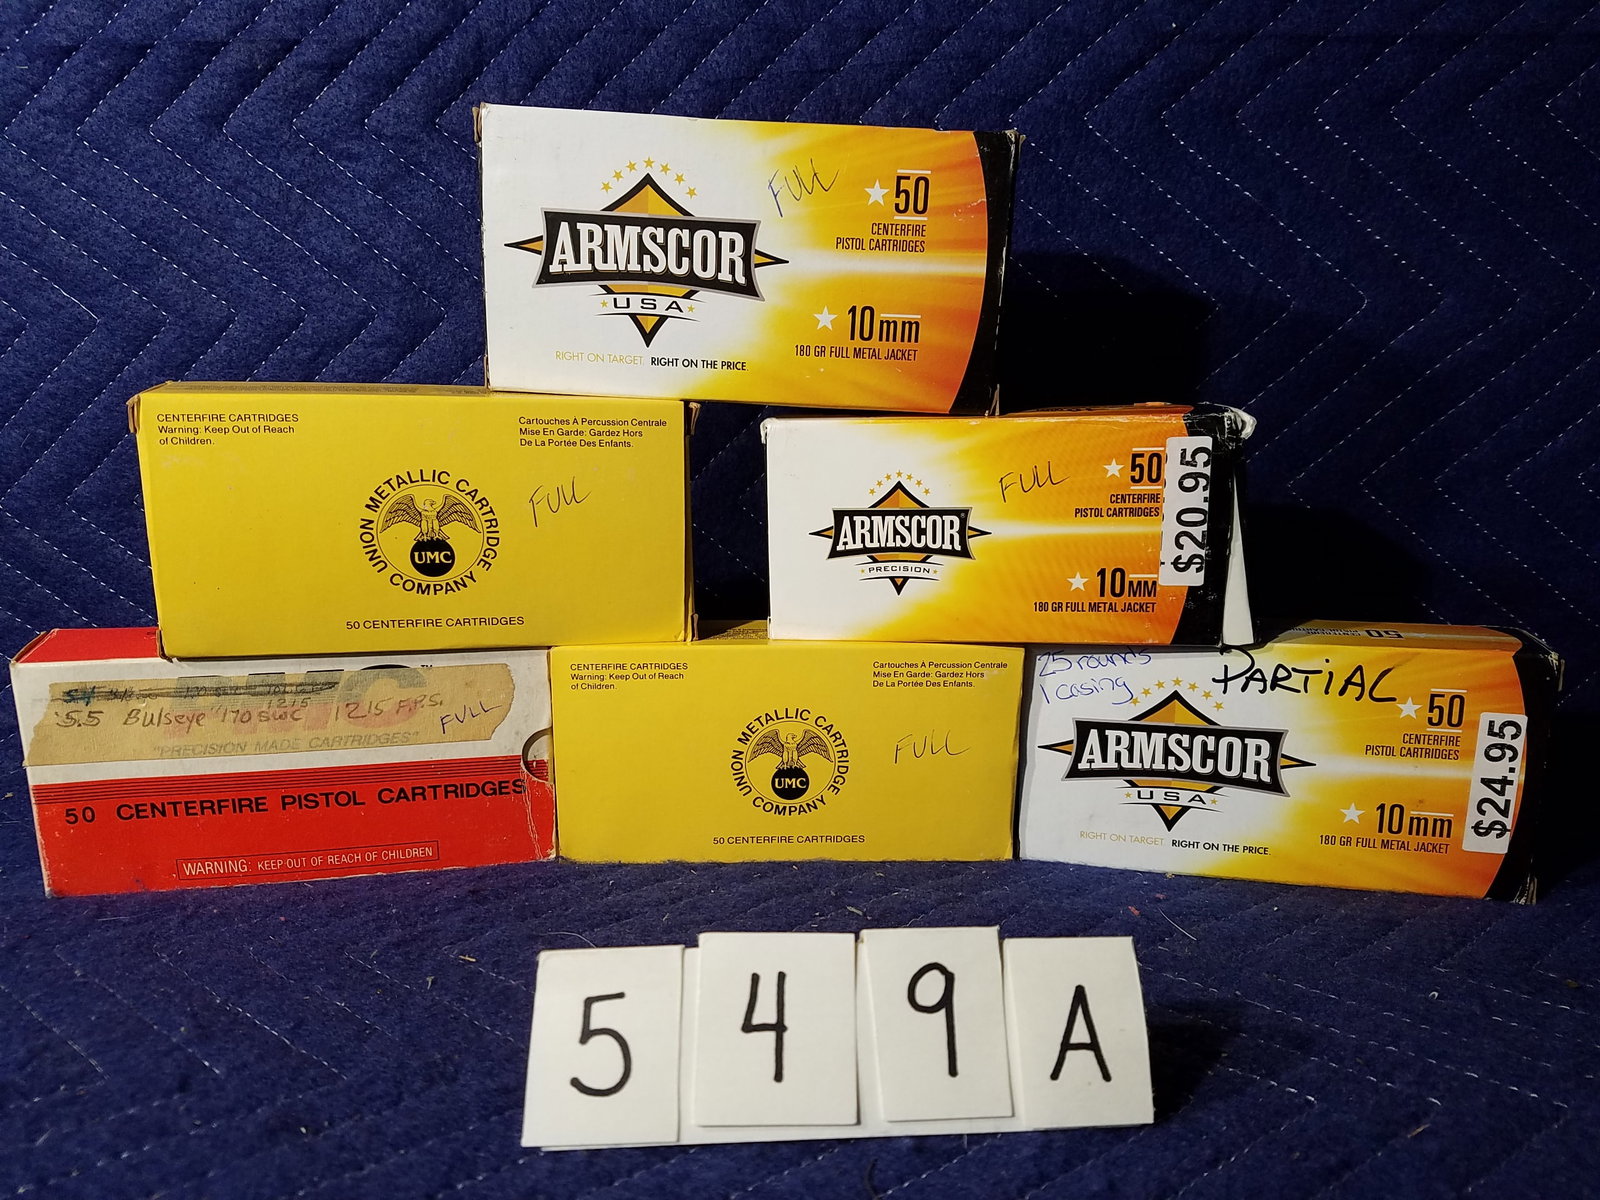 FULL
50
CENTERFIRE
PISTOL CARTRIDGES
ARMSCOR
USA
10mm
180 GR FULL METAL JACKET
RIGHT ON TARGET. RIGHT ON THE PRICE.
CENTERFIRE CARTRIDGES
Warning: Keep Out of Reach
of Children.
Cartouches À Percussion Centrale
Mise En Garde: Gardez Hors
De La Portée Des Enfants.
FULL
UNION METALLIC CARTRIDGE COMPANY
UMC
50 CENTERFIRE CARTRIDGES
FULL
50
CENTERFIRE
PISTOL CARTRIDGES
ARMSCOR
PRECISION
10MM
180 GR FULL METAL JACKET
$20.95
5.5 Bulseye 170 swc 1215 F.P.S.
1215
FULL
"PRECISION MADE CARTRIDGES"
50 CENTERFIRE PISTOL CARTRIDGES
WARNING: KEEP OUT OF REACH OF CHILDREN
CENTERFIRE CARTRIDGES
Warning: Keep Out of Reach
of Children.
Cartouches À Percussion Centrale
Mise En Garde: Gardez Hors
De La Portée Des Enfants.
FULL
UNION METALLIC CARTRIDGE COMPANY
UMC
50 CENTERFIRE CARTRIDGES
50
25 rounds
1 casing
PARTIAL
50
CENTERFIRE
PISTOL CARTRIDGES
ARMSCOR
USA
10mm
180 GR FULL METAL JACKET
RIGHT ON TARGET. RIGHT ON THE PRICE.
$24.95
549A